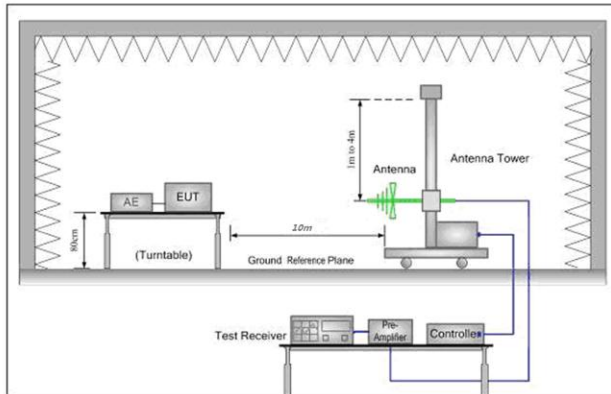 1m to 4m
Antenna
Antenna Tower
AE
EUT
80cm
(Turntable)
10m
Ground Reference Plane
Test Receiver
Pre-
Amplifier
Controller